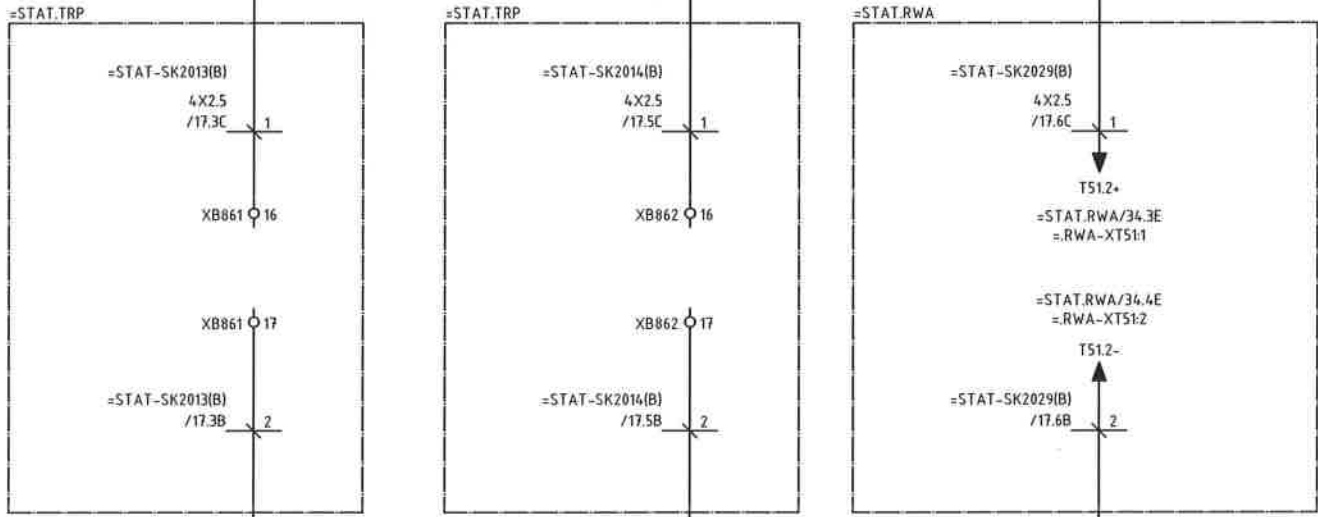 =STAT.TRP
=STAT-SK2013(B)
4X2.5
/17.3C 1
XB861 16
XB861 17
=STAT-SK2013(B)
/17.3B 2
=STAT.TRP
=STAT-SK2014(B)
4X2.5
/17.5C 1
XB862 16
XB862 17
=STAT-SK2014(B)
/17.5B 2
=STAT.RWA
=STAT-SK2029(B)
4X2.5
/17.6C 1
T51.2+
=STAT.RWA/34.3E
=.RWA-XT51:1
=STAT.RWA/34.4E
=.RWA-XT51:2
T51.2-
=STAT-SK2029(B)
/17.6B 2